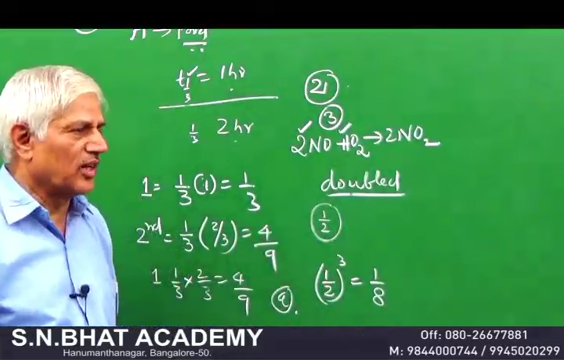 A → Prod
t⅓ = 1hr
⅓ 2hr
1 = 1/3 (1) = 1/3
2nd = 1/3 (2/3) = 4/9
1 1/3 × 2/3 = 4/9
9
21
3
2NO + O2 → 2NO2
doubled
1/2
(1/2)^3 = 1/8
S.N.BHAT ACADEMY
Hanumanthanagar, Bangalore-50.
Off: 080-26677881
M: 9844000744 / 9945020299